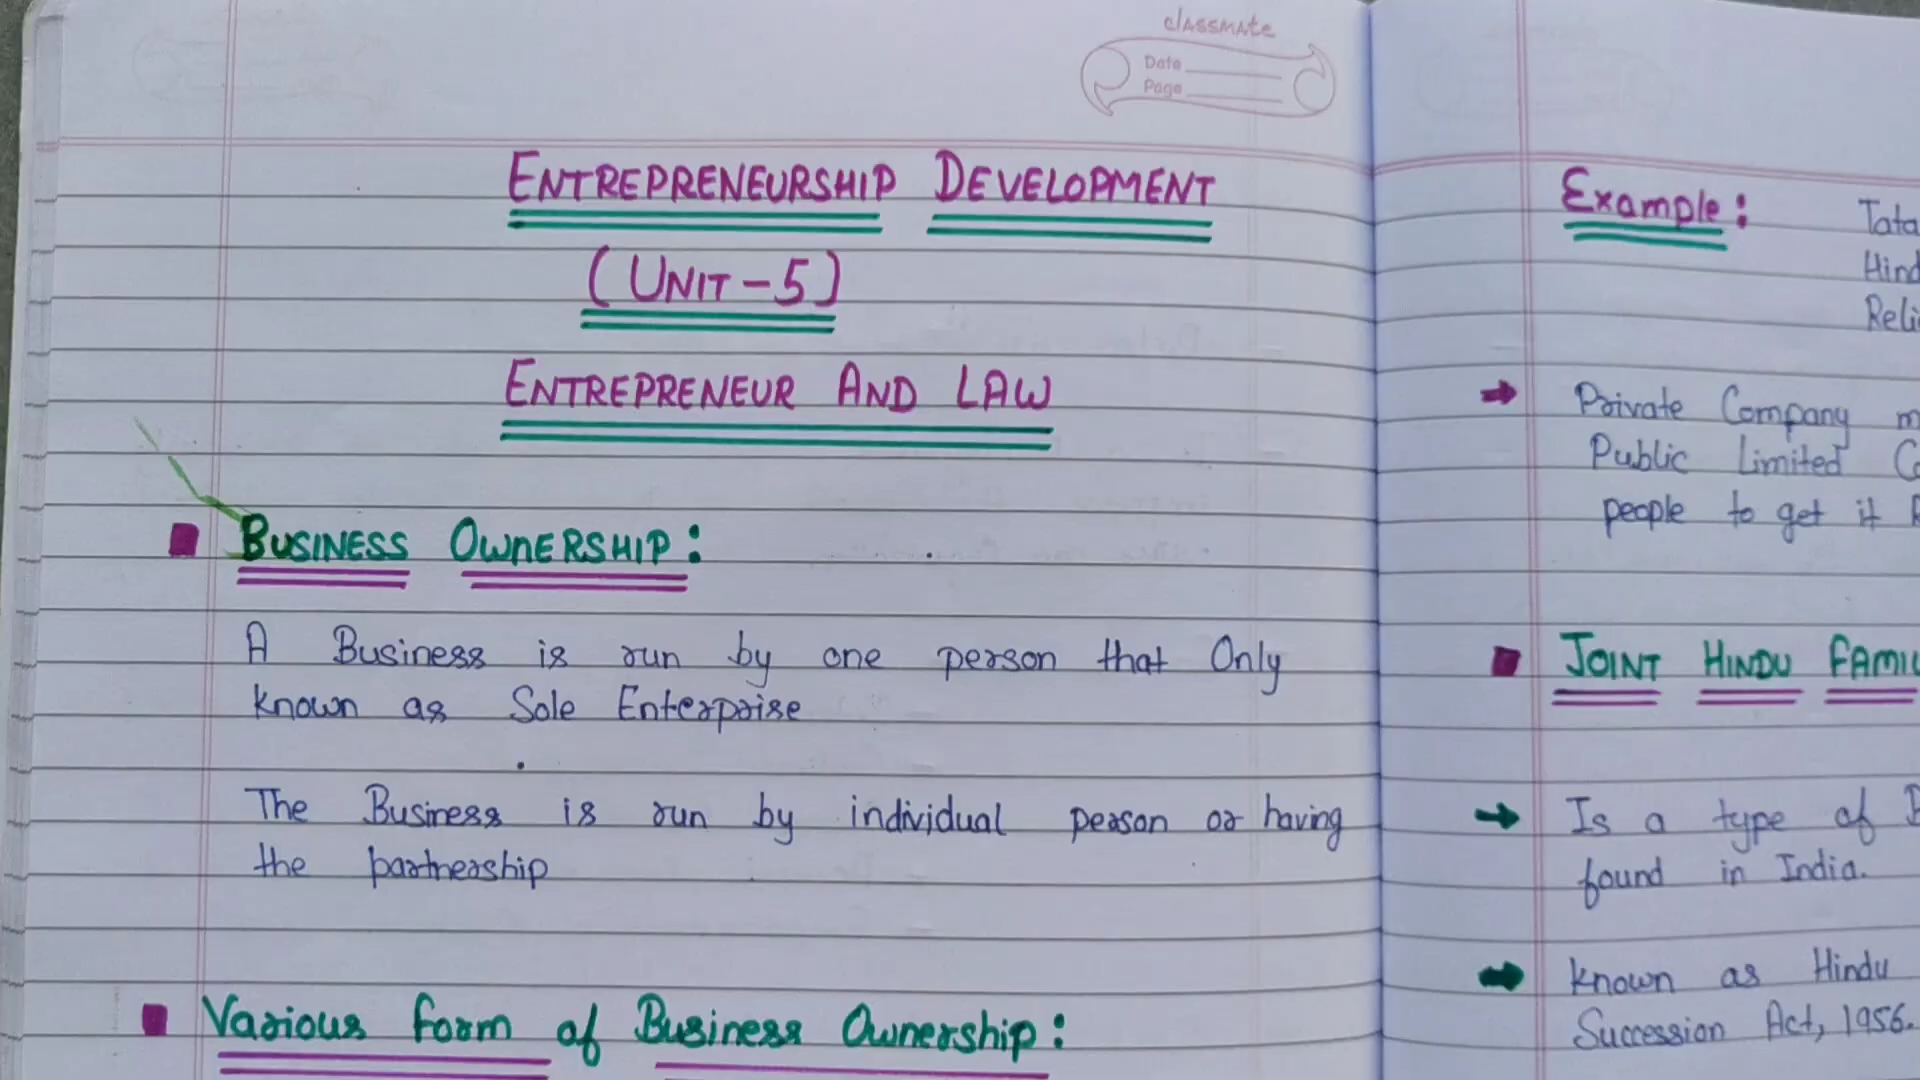 classmate
Date
Page
ENTREPRENEURSHIP DEVELOPMENT
(UNIT-5)
ENTREPRENEUR AND LAW
BUSINESS OWNERSHIP:
A Business is run by one person that Only
known as Sole Enterprise
The Business is run by individual person or having
the partnership
Various form of Business Ownership:
Example: Tata
Private Company
Public Limited
people to get it
JOINT HINDU
Is a type of
found in India.
known as Hindu
Succession Act, 1956.